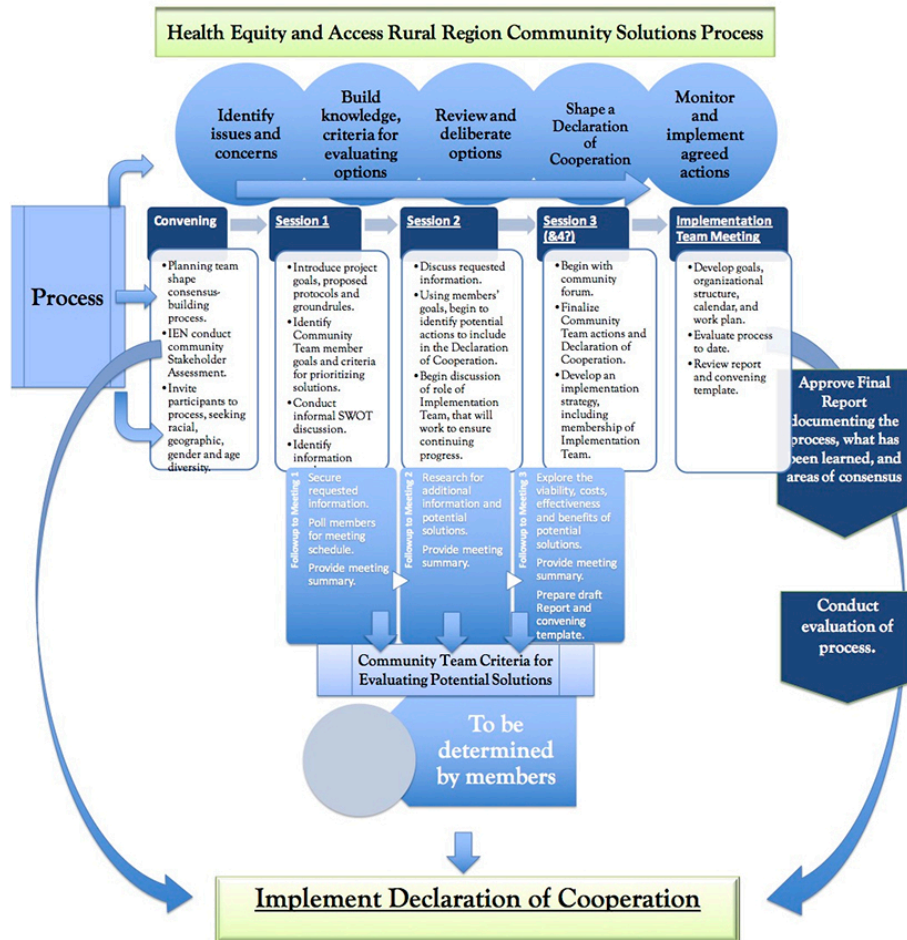 Health Equity and Access Rural Region Community Solutions Process
Identify
issues and
concerns
Build
knowledge,
criteria for
evaluating
options
Review and
deliberate
options
Shape a
Declaration
of
Cooperation
Monitor
and
implement
agreed
actions
Process
Convening
•Planning team
shape
consensus-
building
process.
•IEN conduct
community
Stakeholder
Assessment.
•Invite
participants to
process, seeking
racial,
geographic,
gender and age
diversity.
Session 1
•Introduce project
goals, proposed
protocols and
groundrules.
•Identify
Community
Team member
goals and criteria
for prioritizing
solutions.
•Conduct
informal SWOT
discussion.
•Identify
information
Session 2
•Discuss requested
information.
•Using members'
goals, begin to
identify potential
actions to include
in the Declaration
of Cooperation.
•Begin discussion
of role of
Implementation
Team, that will
work to ensure
continuing
progress.
Session 3
(&4?)
•Begin with
community
forum.
•Finalize
Community
Team actions and
Declaration of
Cooperation.
•Develop an
implementation
strategy,
including
membership of
Implementation
Team.
Implementation
Team Meeting
•Develop goals,
organizational
structure,
calendar, and
work plan.
•Evaluate process
to date.
•Review report
and convening
template.
Followup to Meeting 1
Secure
requested
information.
Poll members
for meeting
schedule.
Provide meeting
summary.
Followup to Meeting 2
Research for
additional
information and
potential
solutions.
Provide meeting
summary.
Followup to Meeting 3
Explore the
viability, costs,
effectiveness
and benefits of
potential
solutions.
Provide meeting
summary.
Prepare draft
Report and
convening
template.
Approve Final
Report
documenting the
process, what has
been learned, and
areas of consensus
Conduct
evaluation of
process.
Community Team Criteria for
Evaluating Potential Solutions
To be
determined
by members
Implement Declaration of Cooperation